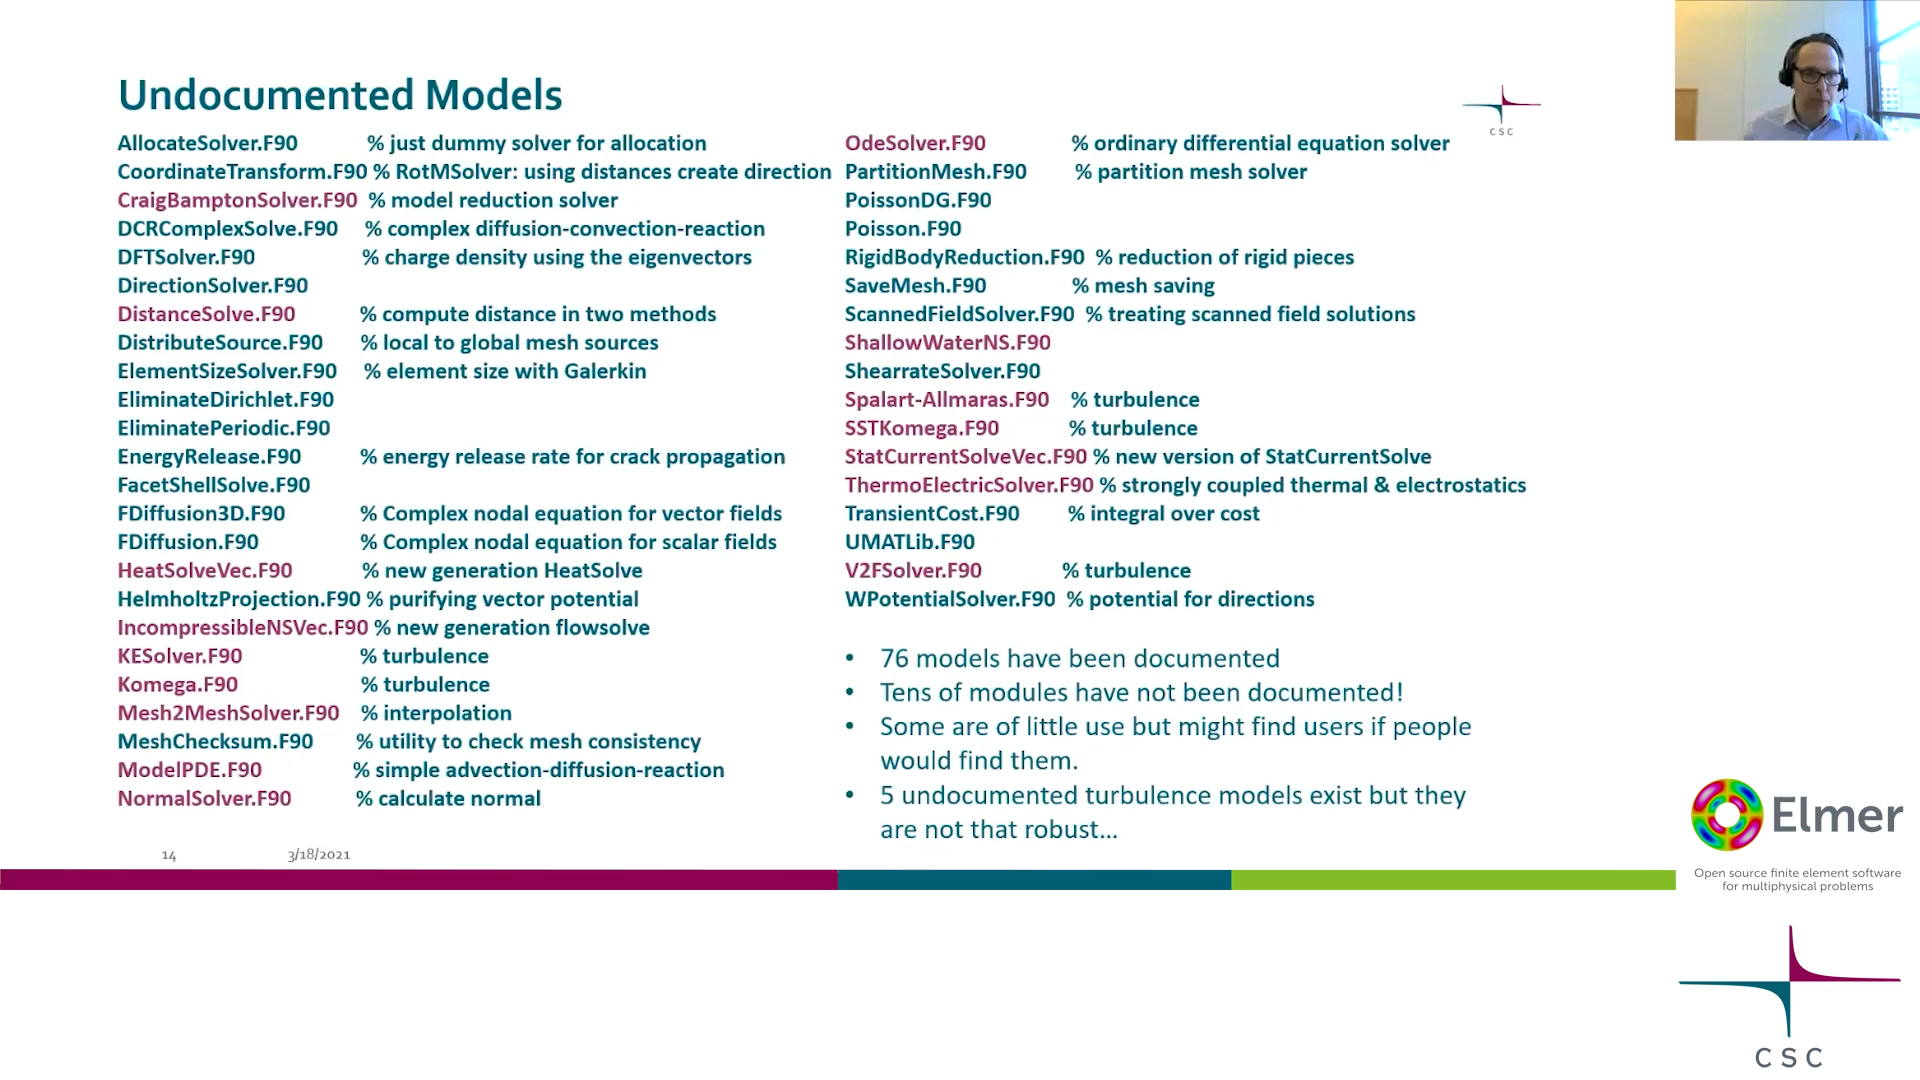 Undocumented Models
CSC
AllocateSolver.F90 % just dummy solver for allocation
CoordinateTransform.F90 % RotMSolver: using distances create direction
CraigBamptonSolver.F90 % model reduction solver
DCRComplexSolve.F90 % complex diffusion-convection-reaction
DFTSolver.F90 % charge density using the eigenvectors
DirectionSolver.F90
DistanceSolve.F90 % compute distance in two methods
DistributeSource.F90 % local to global mesh sources
ElementSizeSolver.F90 % element size with Galerkin
EliminateDirichlet.F90
EliminatePeriodic.F90
EnergyRelease.F90 % energy release rate for crack propagation
FacetShellSolve.F90
FDiffusion3D.F90 % Complex nodal equation for vector fields
FDiffusion.F90 % Complex nodal equation for scalar fields
HeatSolveVec.F90 % new generation HeatSolve
HelmholtzProjection.F90 % purifying vector potential
IncompressibleNSVec.F90 % new generation flowsolve
KESolver.F90 % turbulence
Komega.F90 % turbulence
Mesh2MeshSolver.F90 % interpolation
MeshChecksum.F90 % utility to check mesh consistency
ModelPDE.F90 % simple advection-diffusion-reaction
NormalSolver.F90 % calculate normal
OdeSolver.F90 % ordinary differential equation solver
PartitionMesh.F90 % partition mesh solver
PoissonDG.F90
Poisson.F90
RigidBodyReduction.F90 % reduction of rigid pieces
SaveMesh.F90 % mesh saving
ScannedFieldSolver.F90 % treating scanned field solutions
ShallowWaterNS.F90
ShearrateSolver.F90
Spalart-Allmaras.F90 % turbulence
SSTKomega.F90 % turbulence
StatCurrentSolveVec.F90 % new version of StatCurrentSolve
ThermoElectricSolver.F90 % strongly coupled thermal & electrostatics
TransientCost.F90 % integral over cost
UMATLib.F90
V2FSolver.F90 % turbulence
WPotentialSolver.F90 % potential for directions
• 76 models have been documented
• Tens of modules have not been documented!
• Some are of little use but might find users if people
would find them.
• 5 undocumented turbulence models exist but they
are not that robust...
14 3/18/2021
Elmer
Open source finite element software
for multiphysical problems
CSC